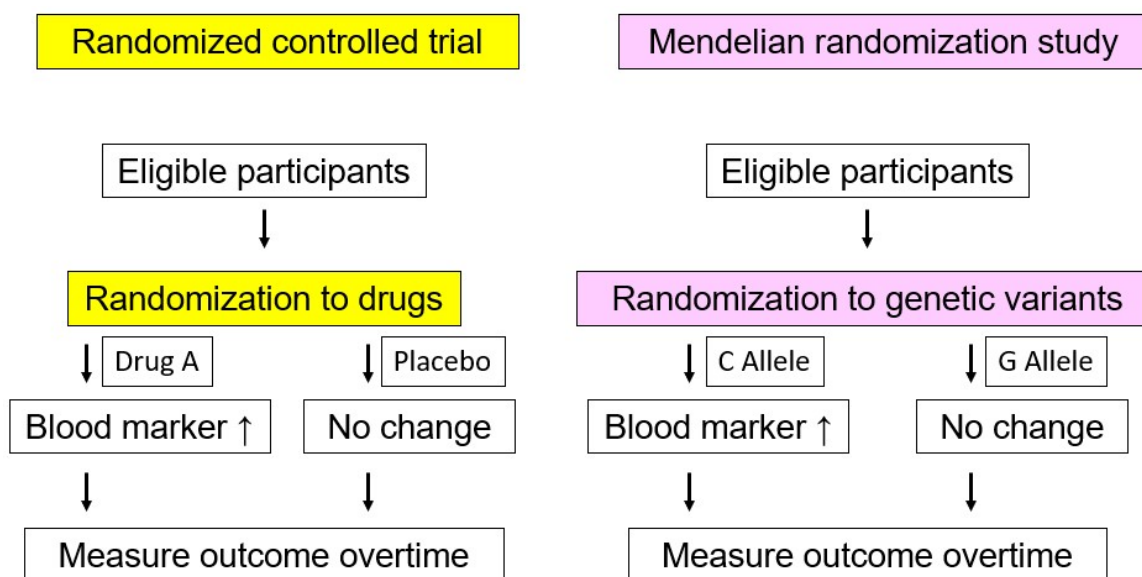 Randomized controlled trial
Eligible participants
Randomization to drugs
Drug A
Placebo
Blood marker ↑
No change
Measure outcome overtime
Mendelian randomization study
Eligible participants
Randomization to genetic variants
C Allele
G Allele
Blood marker ↑
No change
Measure outcome overtime